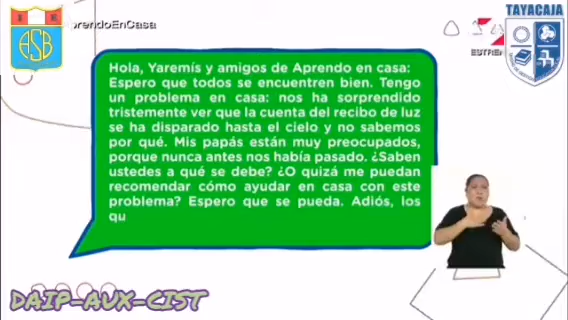 TAYACAJA
I E
ASB
prendoEnCasa
ESTREN
Hola, Yaremís y amigos de Aprendo en casa:
Espero que todos se encuentren bien. Tengo
un problema en casa: nos ha sorprendido
tristemente ver que la cuenta del recibo de luz
se ha disparado hasta el cielo y no sabemos
por qué. Mis papás están muy preocupados,
porque nunca antes nos había pasado. ¿Saben
ustedes a qué se debe? ¿O quizá me puedan
recomendar cómo ayudar en casa con este
problema? Espero que se pueda. Adiós, los
qu
DAIP-AUX-CIST